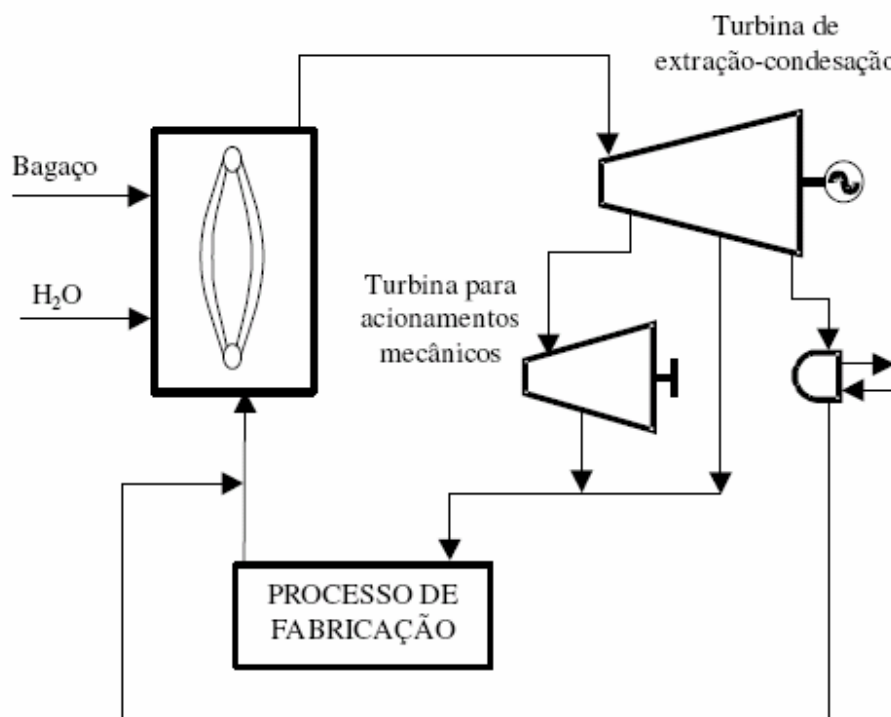 Turbina de
extração-condesação
Bagaço
H₂O
Turbina para
acionamentos
mecânicos
PROCESSO DE
FABRICAÇÃO